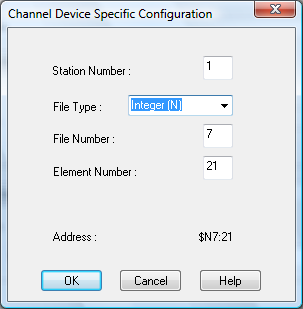 Channel Device Specific Configuration
Station Number : 1
File Type : Integer (N)
File Number : 7
Element Number : 21
Address : $N7:21
OK Cancel Help